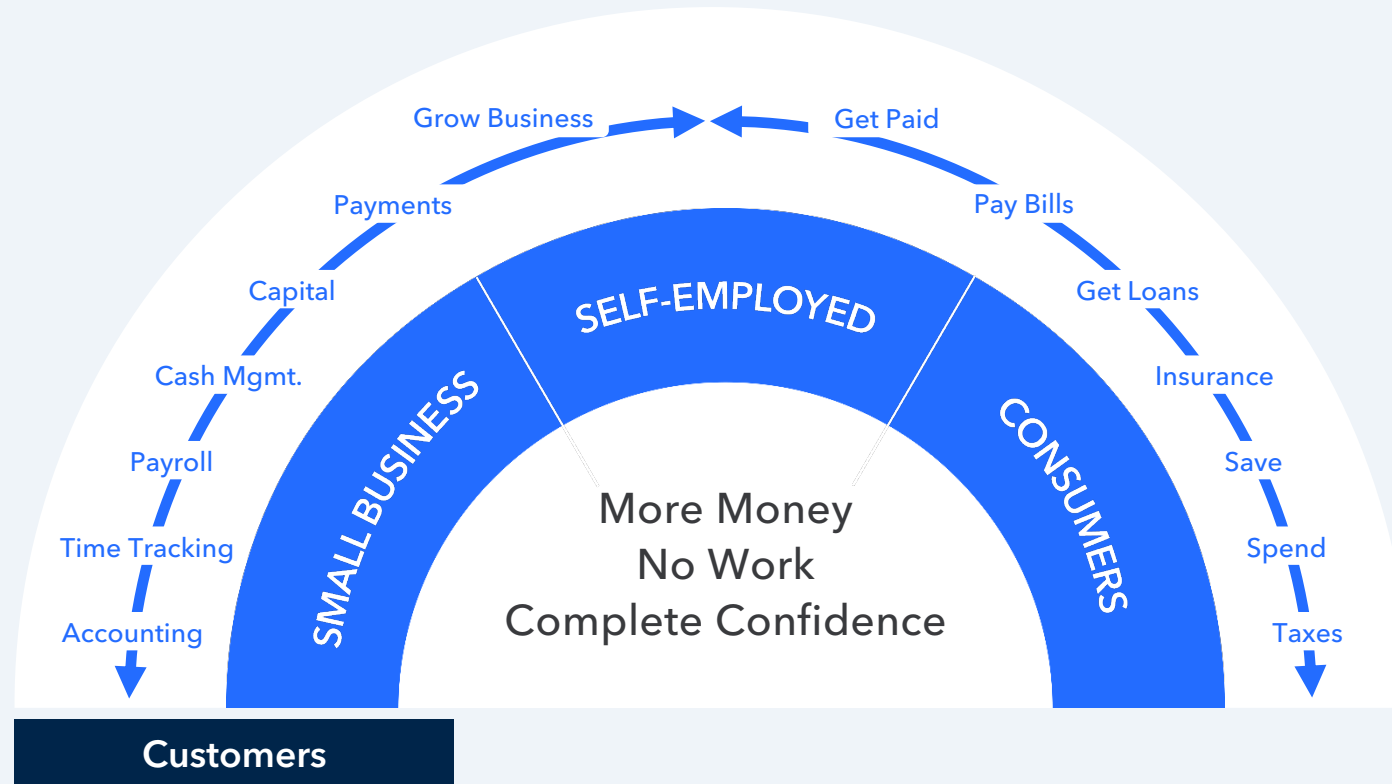 Grow Business
Get Paid
Payments
Pay Bills
Capital
Get Loans
Cash Mgmt.
Insurance
Payroll
Save
Time Tracking
Spend
Accounting
Taxes
SMALL BUSINESS
SELF-EMPLOYED
CONSUMERS
More Money
No Work
Complete Confidence
Customers